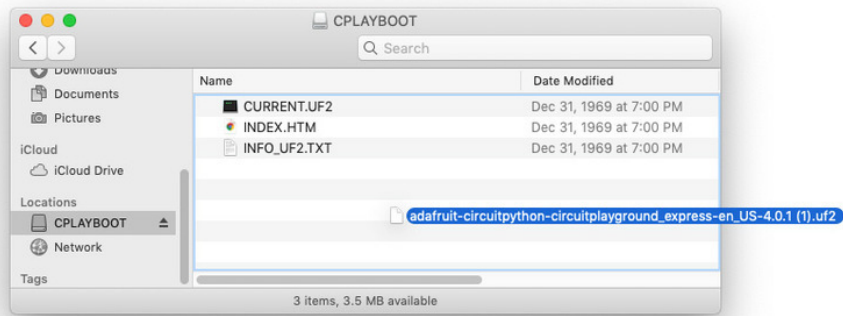 CPLAYBOOT
Search
Downloads
Documents
Pictures
iCloud
iCloud Drive
Locations
CPLAYBOOT
Network
Tags
Name Date Modified
CURRENT.UF2 Dec 31, 1969 at 7:00 PM
INDEX.HTM Dec 31, 1969 at 7:00 PM
INFO_UF2.TXT Dec 31, 1969 at 7:00 PM
adafruit-circuitpython-circuitplayground_express-en_US-4.0.1 (1).uf2
3 items, 3.5 MB available